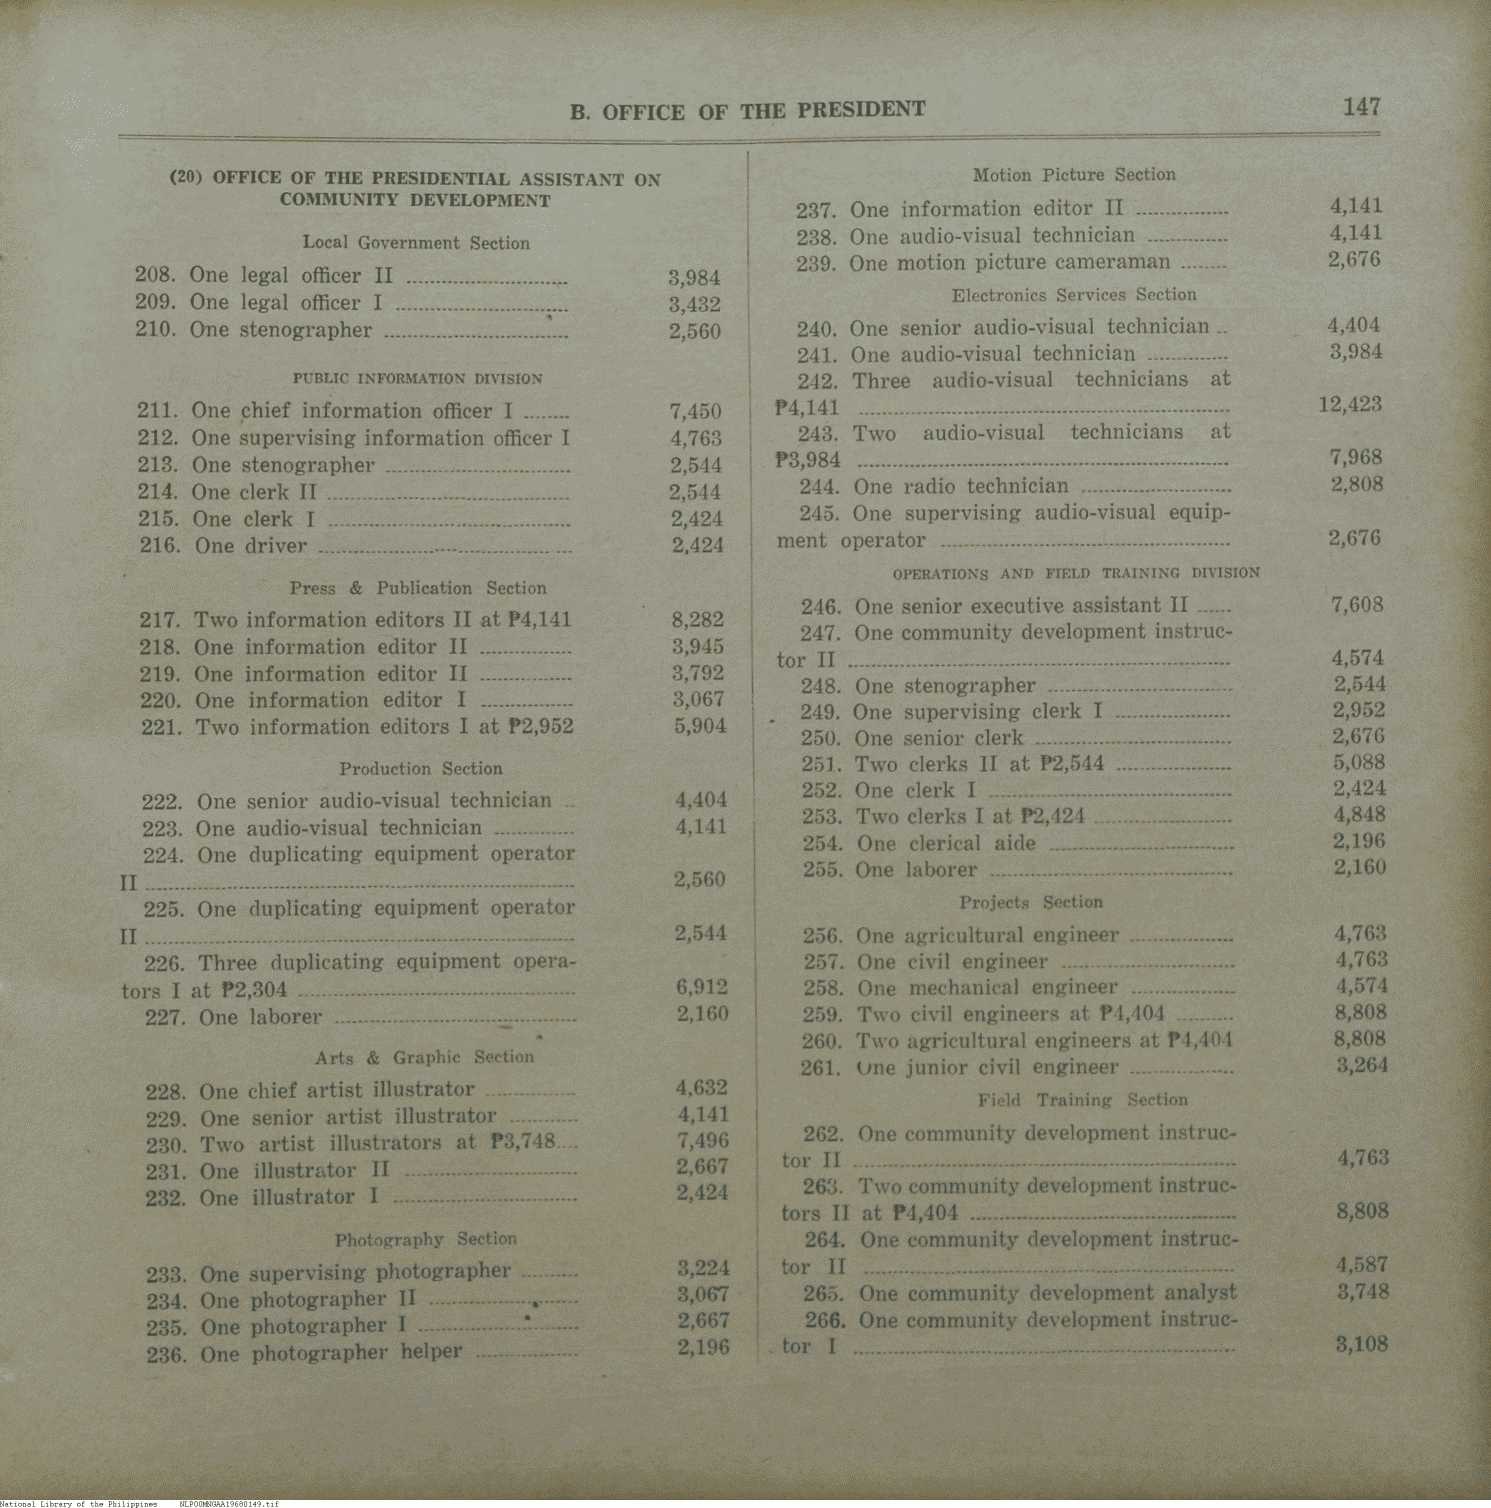 B. OFFICE OF THE PRESIDENT 147
(20) OFFICE OF THE PRESIDENTIAL ASSISTANT ON
COMMUNITY DEVELOPMENT
Local Government Section
208. One legal officer II ........ 3,984
209. One legal officer I ........ 3,432
210. One stenographer ........ 2,560
PUBLIC INFORMATION DIVISION
211. One chief information officer I ........ 7,450
212. One supervising information officer I 4,763
213. One stenographer ........ 2,544
214. One clerk II ........ 2,544
215. One clerk I ........ 2,424
216. One driver ........ 2,424
Press & Publication Section
217. Two information editors II at ₱4,141 8,282
218. One information editor II ........ 3,945
219. One information editor II ........ 3,792
220. One information editor I ........ 3,067
221. Two information editors I at ₱2,952 5,904
Production Section
222. One senior audio-visual technician .. 4,404
223. One audio-visual technician ........ 4,141
224. One duplicating equipment operator
II ........ 2,560
225. One duplicating equipment operator
II ........ 2,544
226. Three duplicating equipment opera-
tors I at ₱2,304 ........ 6,912
227. One laborer ........ 2,160
Arts & Graphic Section
228. One chief artist illustrator ........ 4,632
229. One senior artist illustrator ........ 4,141
230. Two artist illustrators at ₱3,748.... 7,496
231. One illustrator II ........ 2,667
232. One illustrator I ........ 2,424
Photography Section
233. One supervising photographer ........ 3,224
234. One photographer II ........ 3,067
235. One photographer I ........ 2,667
236. One photographer helper ........ 2,196
Motion Picture Section
237. One information editor II ........ 4,141
238. One audio-visual technician ........ 4,141
239. One motion picture cameraman ........ 2,676
Electronics Services Section
240. One senior audio-visual technician .. 4,404
241. One audio-visual technician ........ 3,984
242. Three audio-visual technicians at
₱4,141 ........ 12,423
243. Two audio-visual technicians at
₱3,984 ........ 7,968
244. One radio technician ........ 2,808
245. One supervising audio-visual equip-
ment operator ........ 2,676
OPERATIONS AND FIELD TRAINING DIVISION
246. One senior executive assistant II ...... 7,608
247. One community development instruc-
tor II ........ 4,574
248. One stenographer ........ 2,544
249. One supervising clerk I ........ 2,952
250. One senior clerk ........ 2,676
251. Two clerks II at ₱2,544 ........ 5,088
252. One clerk I ........ 2,424
253. Two clerks I at ₱2,424 ........ 4,848
254. One clerical aide ........ 2,196
255. One laborer ........ 2,160
Projects Section
256. One agricultural engineer ........ 4,763
257. One civil engineer ........ 4,763
258. One mechanical engineer ........ 4,574
259. Two civil engineers at ₱4,404 ........ 8,808
260. Two agricultural engineers at ₱4,404 8,808
261. One junior civil engineer ........ 3,264
Field Training Section
262. One community development instruc-
tor II ........ 4,763
263. Two community development instruc-
tors II at ₱4,404 ........ 8,808
264. One community development instruc-
tor II ........ 4,587
265. One community development analyst 3,748
266. One community development instruc-
tor I ........ 3,108
National Library of the Philippines NLPOOMNGAA19680149.tif